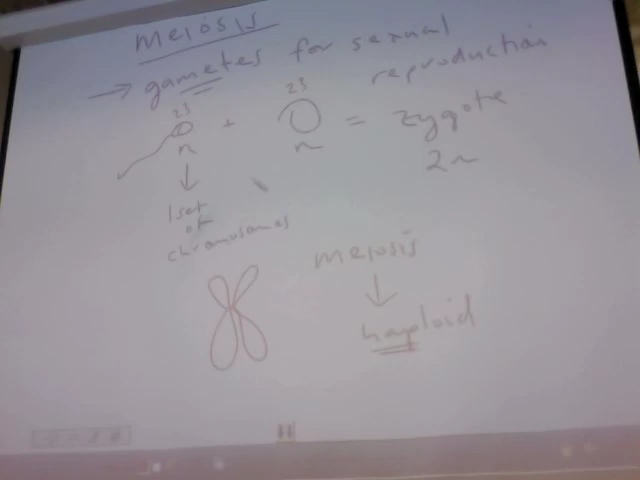 meiosis
→ gametes for sexual
reproduction
23 23
+ = zygote
n n 2n
1 set
of
chromosomes
meiosis
haploid